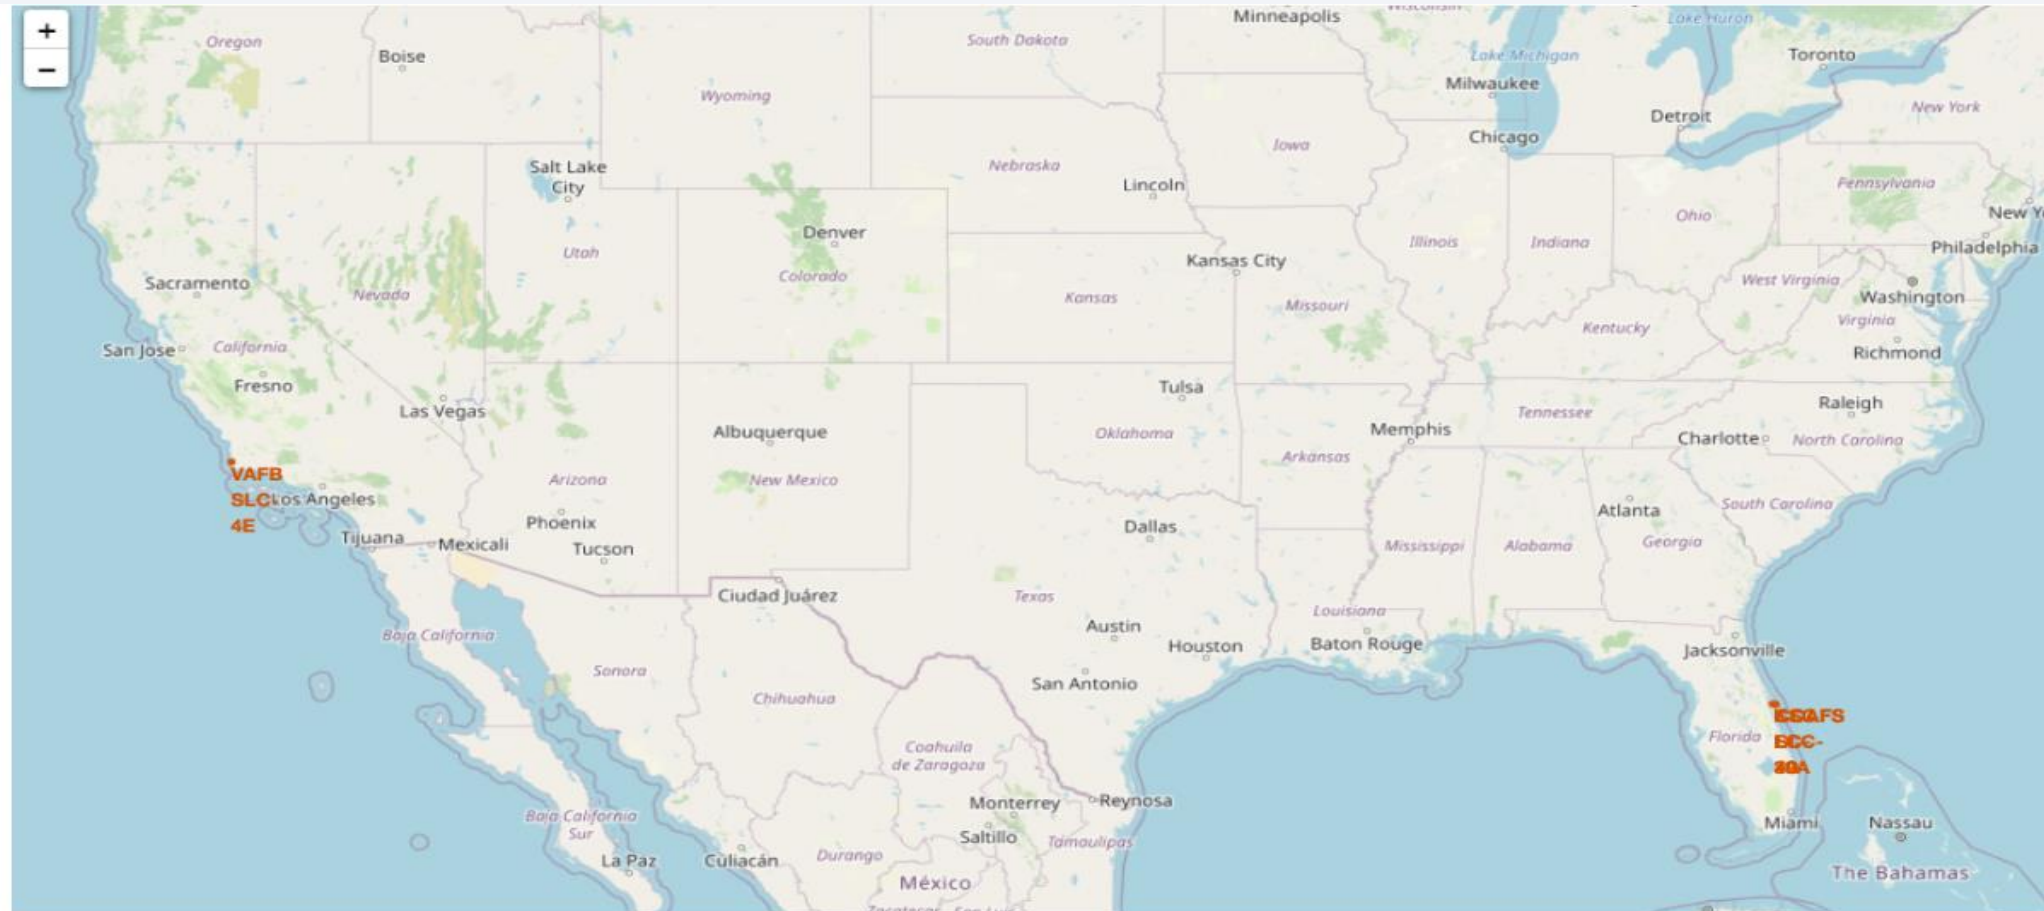 +
−
Oregon
Boise
South Dakota
Minneapolis
Wisconsin
Lake Huron
Lake Michigan
Toronto
Wyoming
Milwaukee
New York
Detroit
Chicago
Iowa
Salt Lake
City
Nebraska
Lincoln
Pennsylvania
Ohio
Denver
Utah
Illinois
Indiana
Philadelphia
Kansas City
Sacramento
Nevada
Colorado
Kansas
Missouri
West Virginia
Washington
Virginia
Kentucky
San Jose
California
Richmond
Fresno
Las Vegas
Tulsa
Raleigh
Albuquerque
Oklahoma
Memphis
Tennessee
Charlotte
North Carolina
Arkansas
VAFB
SLC-
4E
Los Angeles
Arizona
New Mexico
South Carolina
Phoenix
Dallas
Atlanta
Tijuana
Mexicali
Tucson
Mississippi
Alabama
Georgia
Ciudad Juárez
Texas
Louisiana
Austin
Baja California
Houston
Baton Rouge
Jacksonville
Sonora
San Antonio
Chihuahua
Florida
Coahuila
de Zaragoza
Monterrey
Reynosa
Baja California
Sur
Saltillo
Tamaulipas
Miami
Nassau
La Paz
Culiacán
Durango
México
The Bahamas